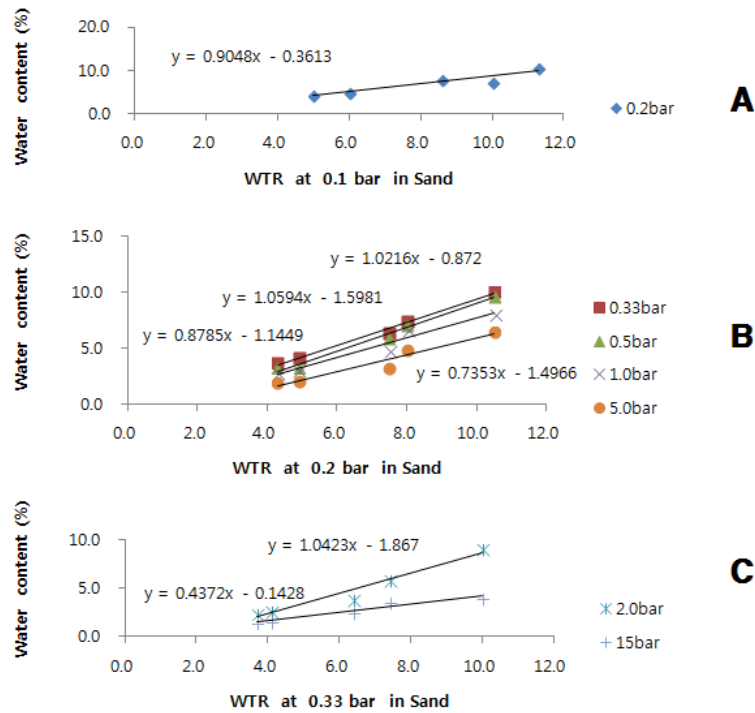 Water content (%)
20.0
10.0
0.0
y = 0.9048x - 0.3613
0.2bar
A
0.0 2.0 4.0 6.0 8.0 10.0 12.0
WTR at 0.1 bar in Sand
Water content (%)
15.0
10.0
5.0
0.0
y = 1.0216x - 0.872
y = 1.0594x - 1.5981
y = 0.8785x - 1.1449
y = 0.7353x - 1.4966
0.33bar
0.5bar
1.0bar
5.0bar
B
0.0 2.0 4.0 6.0 8.0 10.0 12.0
WTR at 0.2 bar in Sand
Water content (%)
10.0
5.0
0.0
y = 1.0423x - 1.867
y = 0.4372x - 0.1428
2.0bar
15bar
C
0.0 2.0 4.0 6.0 8.0 10.0 12.0
WTR at 0.33 bar in Sand